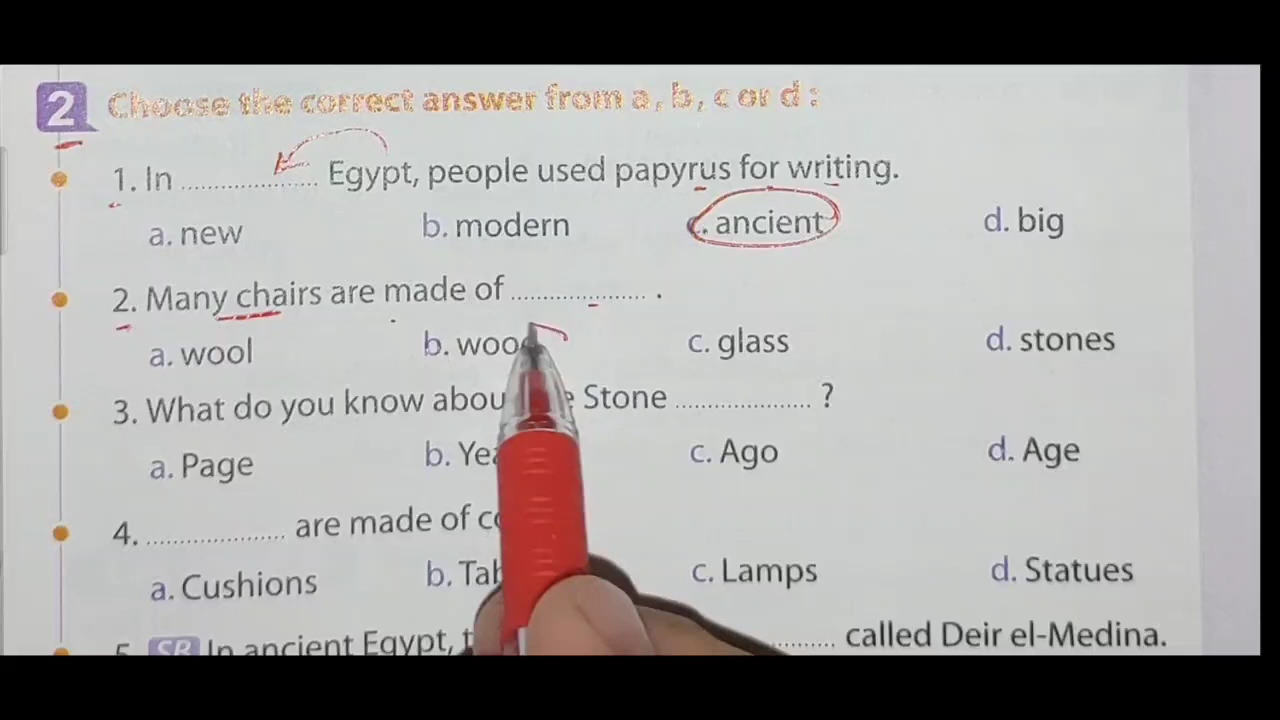 2 Choose the correct answer from a, b, c or d :
1. In .................... Egypt, people used papyrus for writing.
a. new b. modern c. ancient d. big
2. Many chairs are made of .................... .
a. wool b. c. glass d. stones
3. What do you know Stone .................... ?
a. Page b. c. Ago d. Age
4. .................... are made of
a. Cushions b. c. Lamps d. Statues
5. SB In ancient Egypt, .......... called Deir el-Medina.